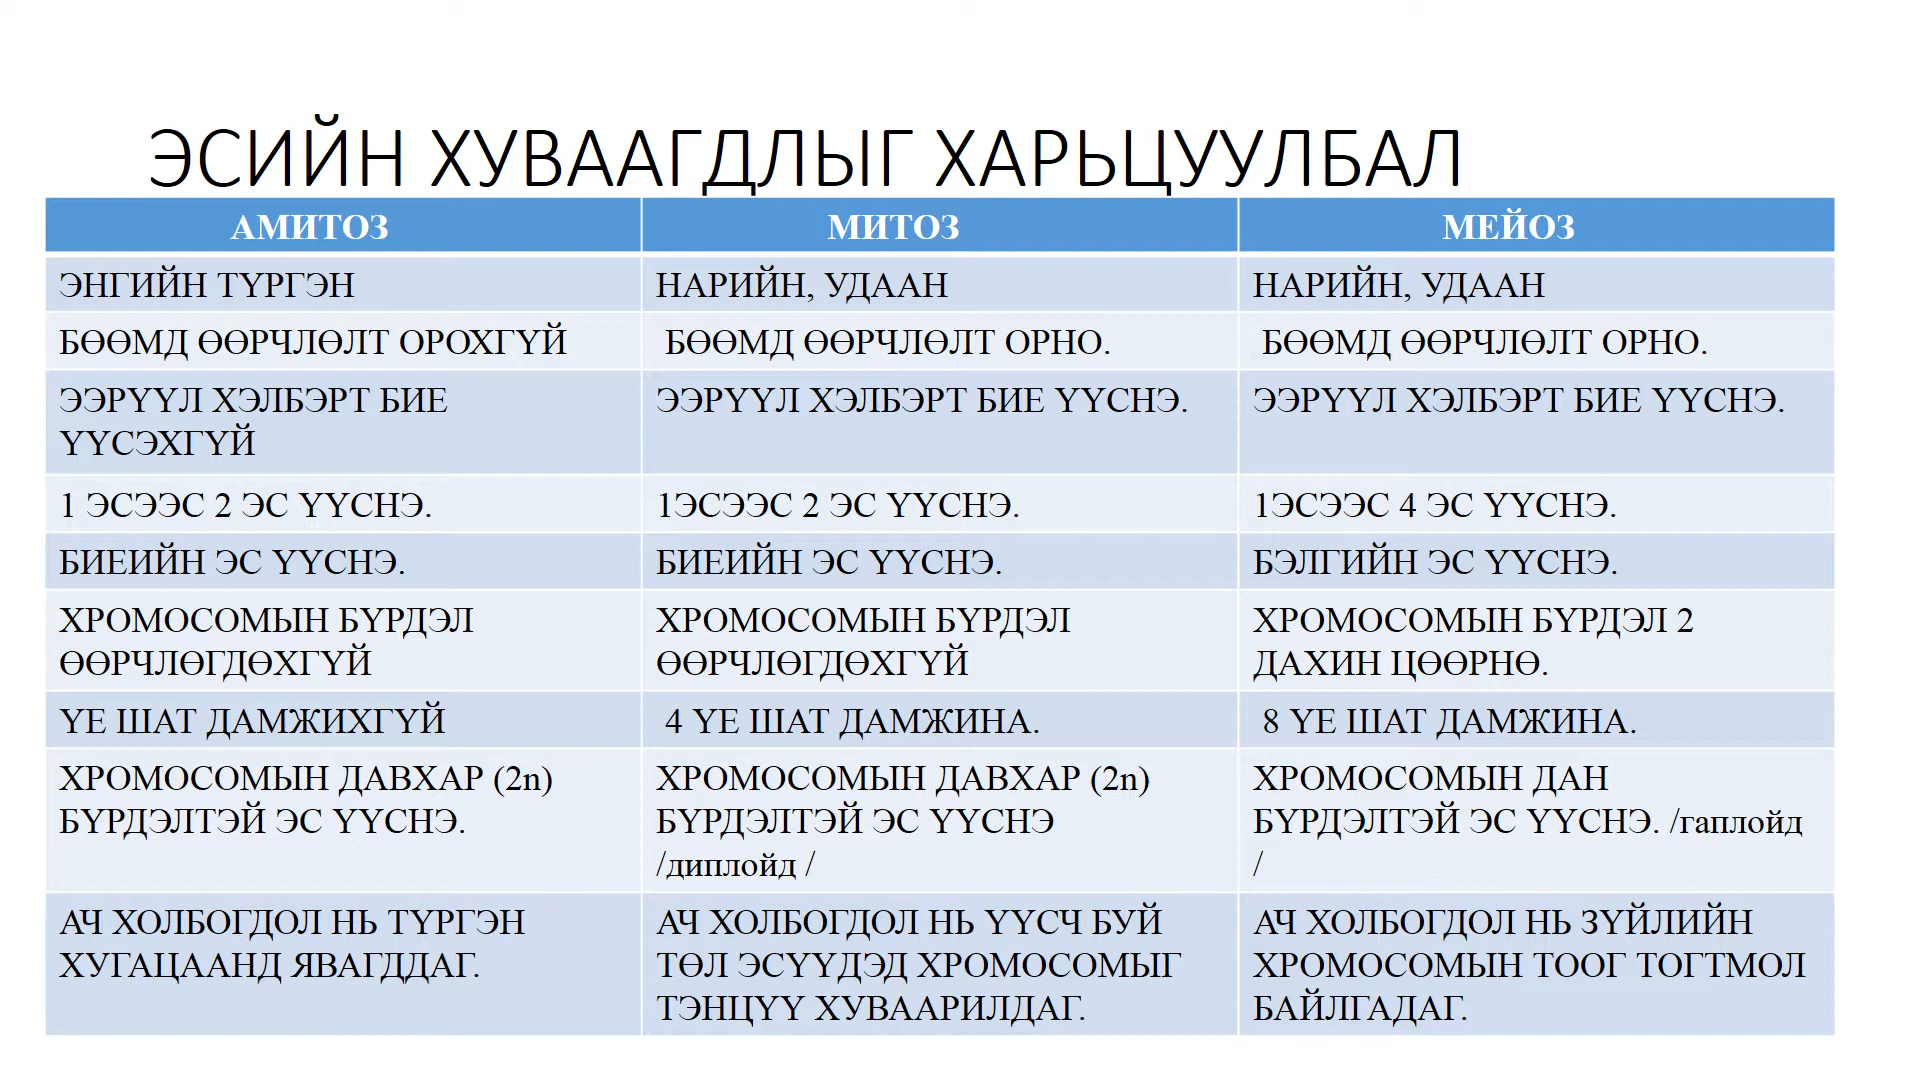 ЭСИЙН ХУВААГДЛЫГ ХАРЬЦУУЛБАЛ
АМИТОЗ МИТОЗ МЕЙОЗ
ЭНГИЙН ТҮРГЭН НАРИЙН, УДААН НАРИЙН, УДААН
БӨӨМД ӨӨРЧЛӨЛТ ОРОХГҮЙ БӨӨМД ӨӨРЧЛӨЛТ ОРНО. БӨӨМД ӨӨРЧЛӨЛТ ОРНО.
ЭЭРҮҮЛ ХЭЛБЭРТ БИЕ
ҮҮСЭХГҮЙ
ЭЭРҮҮЛ ХЭЛБЭРТ БИЕ ҮҮСНЭ.
ЭЭРҮҮЛ ХЭЛБЭРТ БИЕ ҮҮСНЭ.
1 ЭСЭЭС 2 ЭС ҮҮСНЭ. 1ЭСЭЭС 2 ЭС ҮҮСНЭ. 1ЭСЭЭС 4 ЭС ҮҮСНЭ.
БИЕИЙН ЭС ҮҮСНЭ. БИЕИЙН ЭС ҮҮСНЭ. БЭЛГИЙН ЭС ҮҮСНЭ.
ХРОМОСОМЫН БҮРДЭЛ
ӨӨРЧЛӨГДӨХГҮЙ
ХРОМОСОМЫН БҮРДЭЛ
ӨӨРЧЛӨГДӨХГҮЙ
ХРОМОСОМЫН БҮРДЭЛ 2
ДАХИН ЦӨӨРНӨ.
ҮЕ ШАТ ДАМЖИХГҮЙ 4 ҮЕ ШАТ ДАМЖИНА. 8 ҮЕ ШАТ ДАМЖИНА.
ХРОМОСОМЫН ДАВХАР (2n)
БҮРДЭЛТЭЙ ЭС ҮҮСНЭ.
ХРОМОСОМЫН ДАВХАР (2n)
БҮРДЭЛТЭЙ ЭС ҮҮСНЭ
/диплойд /
ХРОМОСОМЫН ДАН
БҮРДЭЛТЭЙ ЭС ҮҮСНЭ. /гаплойд
/
АЧ ХОЛБОГДОЛ НЬ ТҮРГЭН
ХУГАЦААНД ЯВАГДДАГ.
АЧ ХОЛБОГДОЛ НЬ ҮҮСЧ БУЙ
ТӨЛ ЭСҮҮДЭД ХРОМОСОМЫГ
ТЭНЦҮҮ ХУВААРИЛДАГ.
АЧ ХОЛБОГДОЛ НЬ ЗҮЙЛИЙН
ХРОМОСОМЫН ТООГ ТОГТМОЛ
БАЙЛГАДАГ.